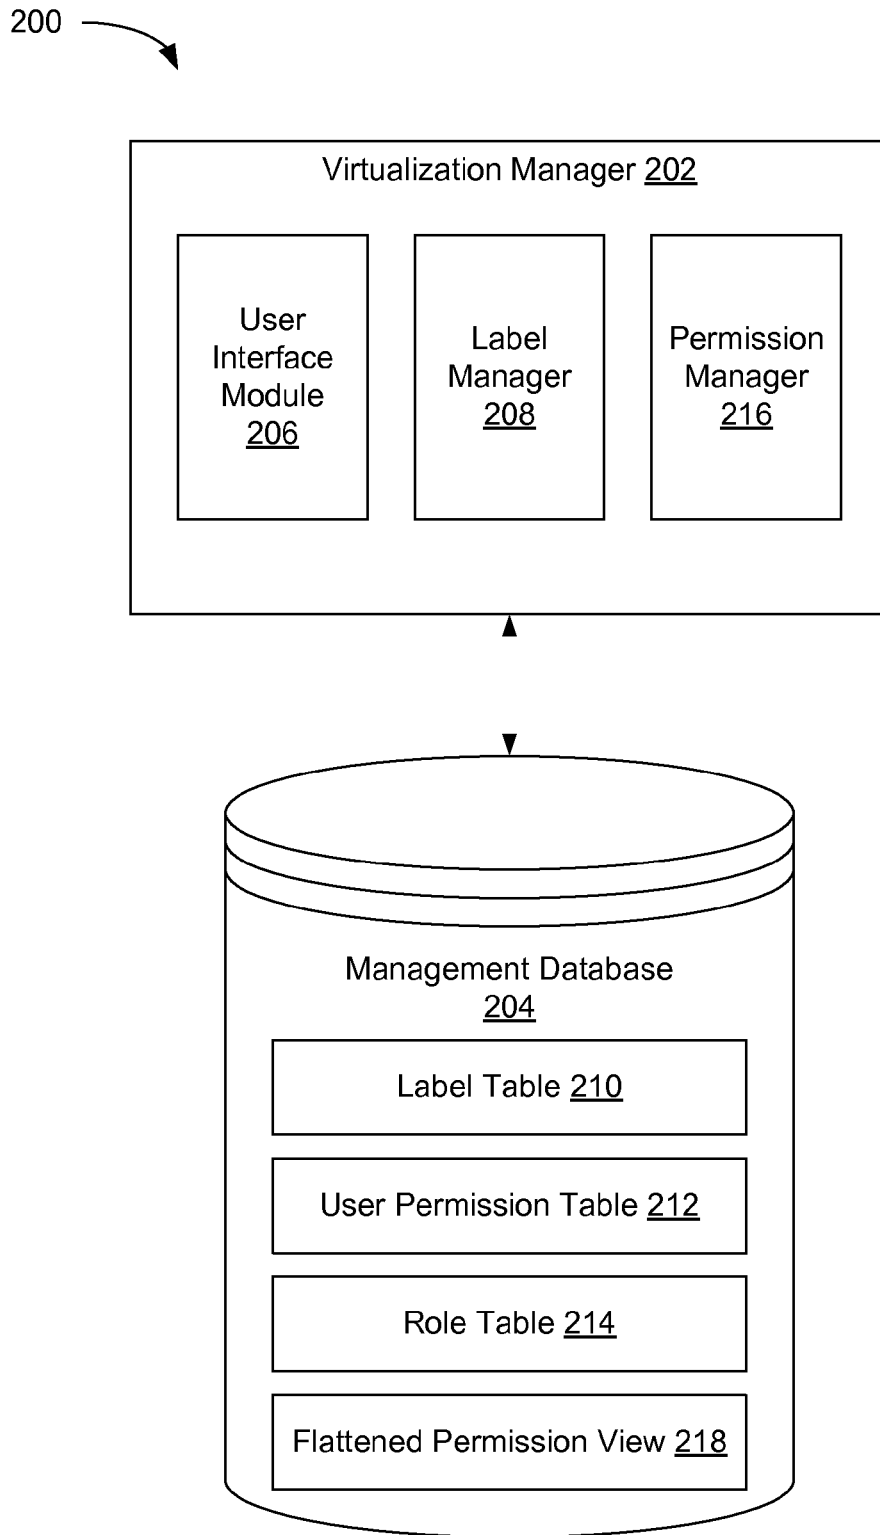 200
Virtualization Manager 202
User
Interface
Module
206
Label
Manager
208
Permission
Manager
216
Management Database
204
Label Table 210
User Permission Table 212
Role Table 214
Flattened Permission View 218